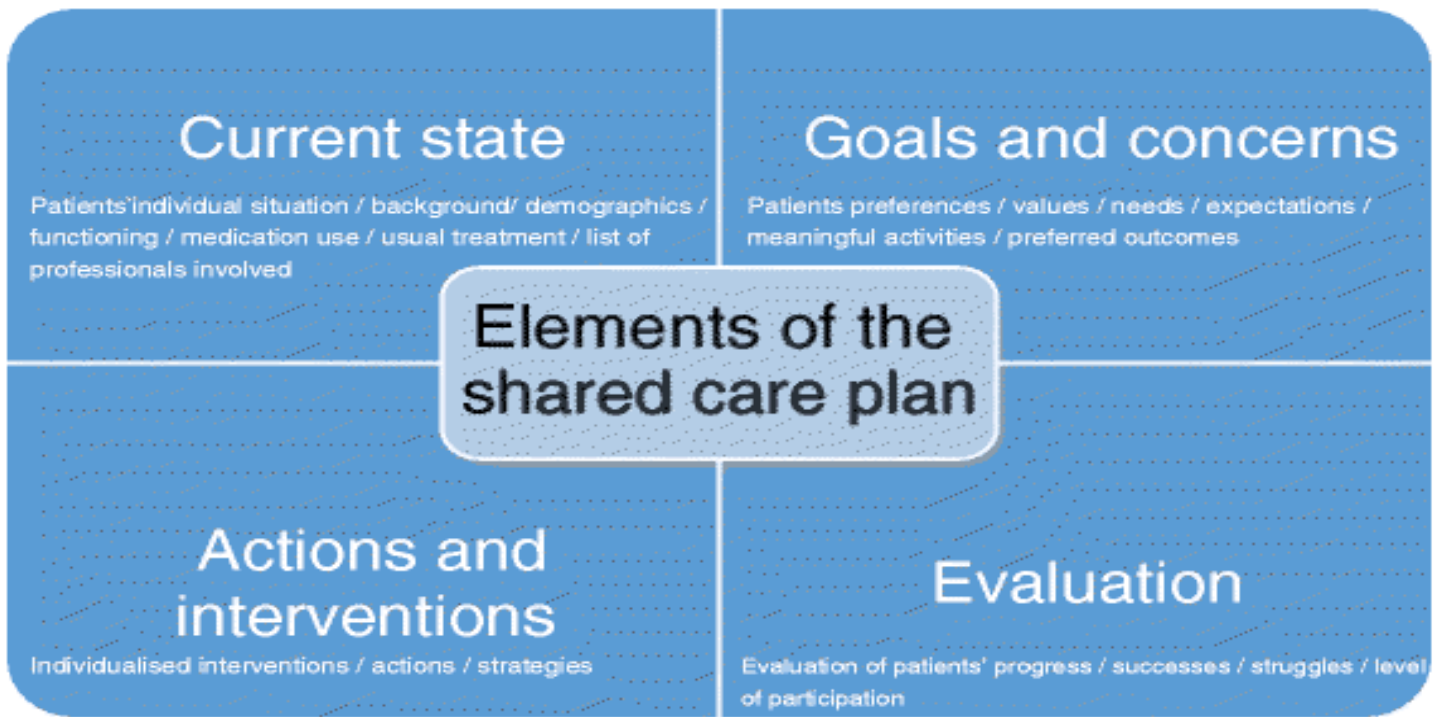 Current state
Patients'individual situation / background/ demographics /
functioning / medication use / usual treatment / list of
professionals involved
Goals and concerns
Patients preferences / values / needs / expectations /
meaningful activities / preferred outcomes
Elements of the
shared care plan
Actions and
interventions
Individualised interventions / actions / strategies
Evaluation
Evaluation of patients' progress / successes / struggles / level
of participation